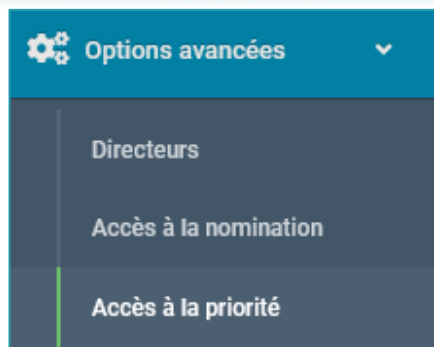 Options avancées
Directeurs
Accès à la nomination
Accès à la priorité